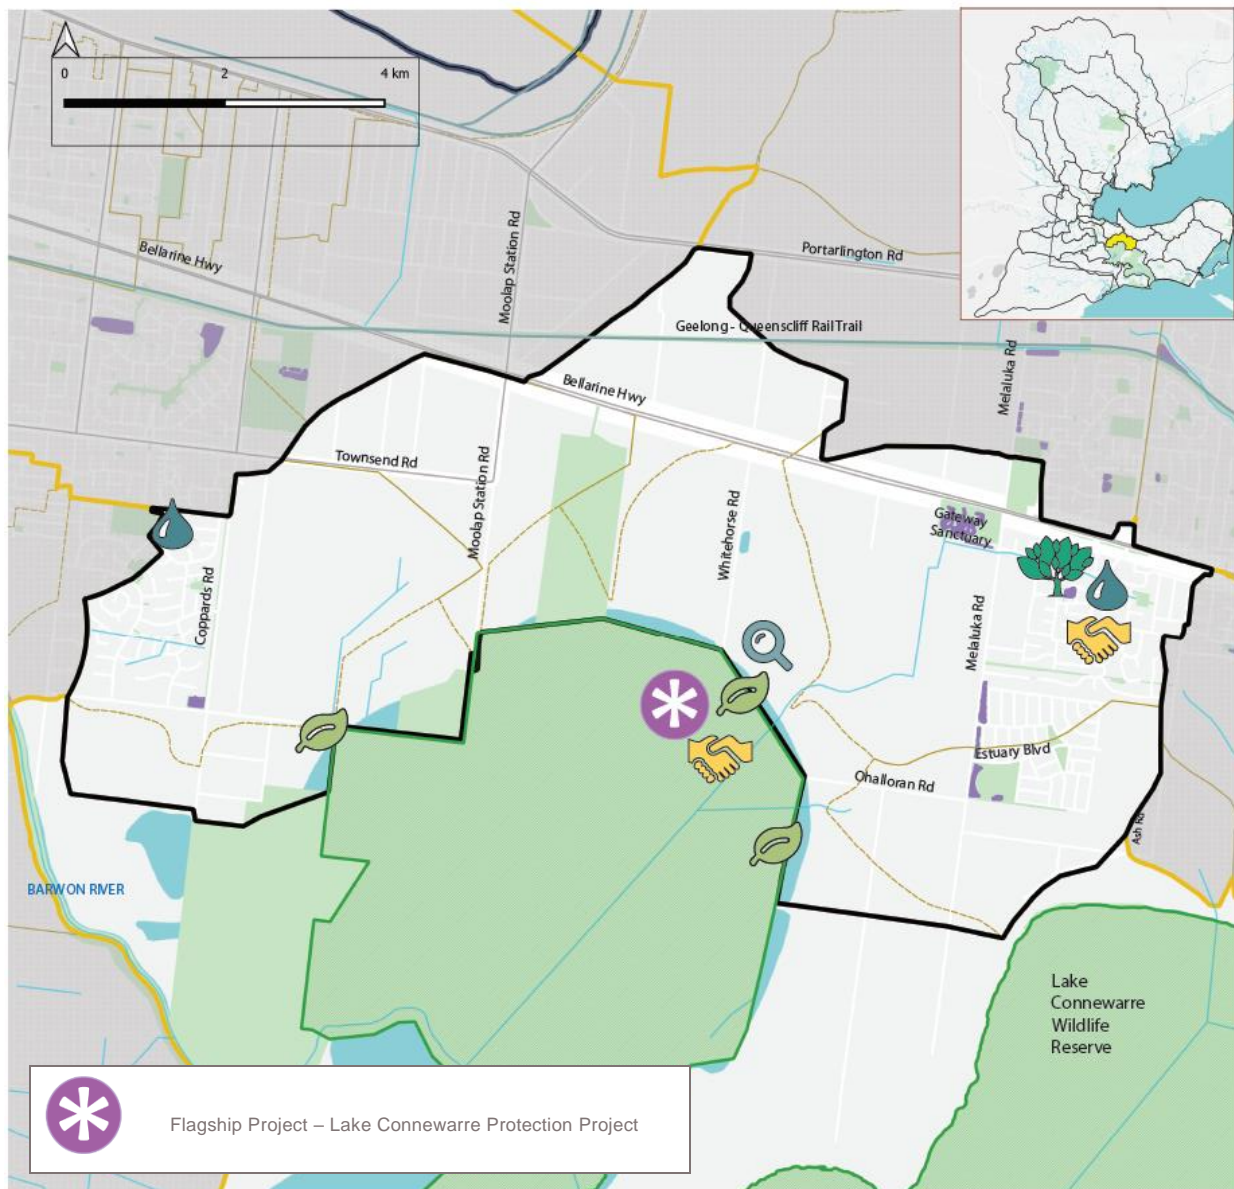 0 2 4 km
Bellarine Hwy
Moolap Station Rd
Portarlington Rd
Geelong - Queenscliff Rail Trail
Melaluka Rd
Bellarine Hwy
Townsend Rd
Moolap Station Rd
Whitehorse Rd
Gateway
Sanctuary
Coppards Rd
Melaluka Rd
Estuary Blvd
Ohalloran Rd
Ash Rd
BARWON RIVER
Lake
Connewarre
Wildlife
Reserve
Flagship Project – Lake Connewarre Protection Project